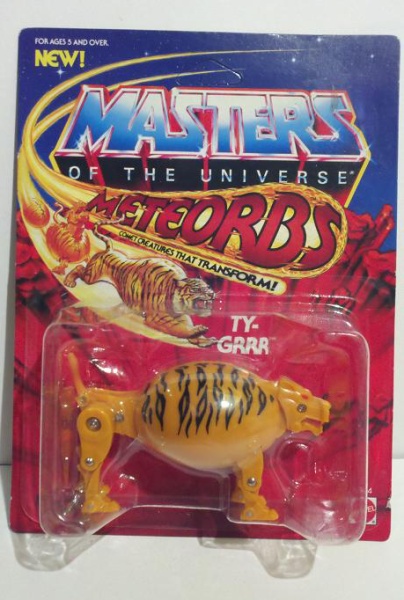 FOR AGES 5 AND OVER.
NEW!
MASTERS
OF THE UNIVERSE
METEORBS
COMET CREATURES THAT TRANSFORM!
TY-
GRRR